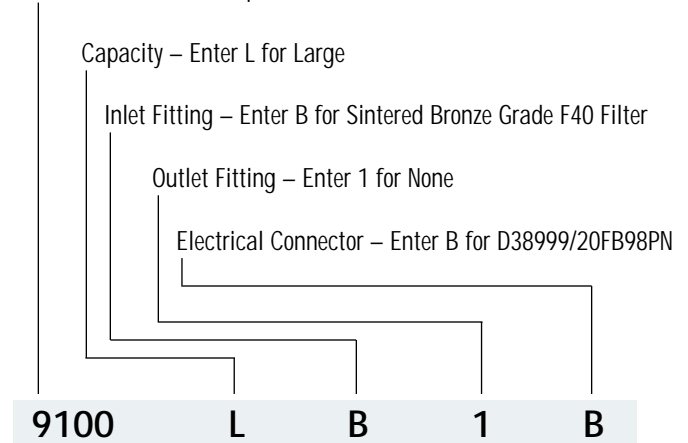 Capacity – Enter L for Large
Inlet Fitting – Enter B for Sintered Bronze Grade F40 Filter
Outlet Fitting – Enter 1 for None
Electrical Connector – Enter B for D38999/20FB98PN
9100 L B 1 B